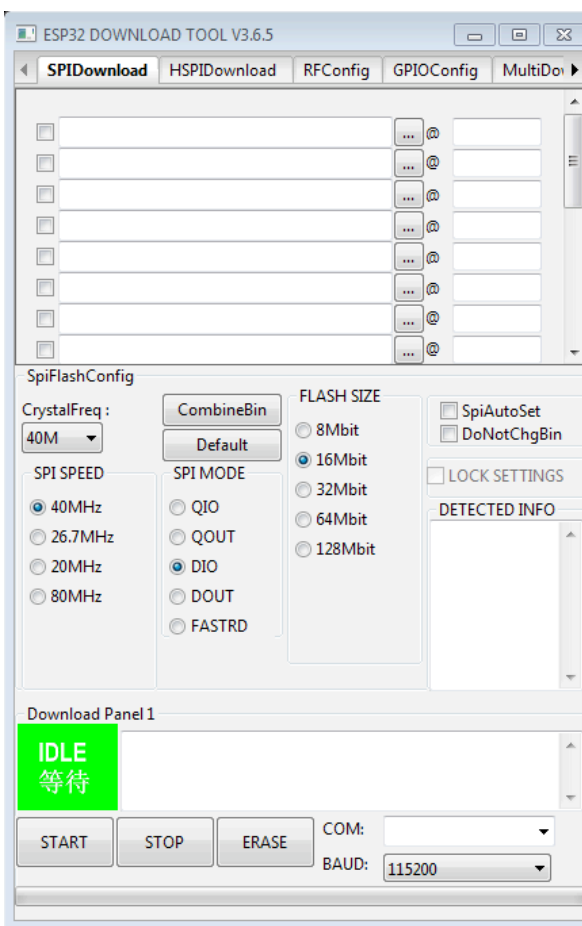 ESP32 DOWNLOAD TOOL V3.6.5
SPIDownload HSPIDownload RFConfig GPIOConfig
... @
... @
... @
... @
... @
... @
... @
... @
SpiFlashConfig
CrystalFreq :
40M
CombineBin
Default
SPI SPEED
40MHz
26.7MHz
20MHz
80MHz
SPI MODE
QIO
QOUT
DIO
DOUT
FASTRD
FLASH SIZE
8Mbit
16Mbit
32Mbit
64Mbit
128Mbit
SpiAutoSet
DoNotChgBin
LOCK SETTINGS
DETECTED INFO
Download Panel 1
IDLE
等待
START STOP ERASE
COM:
BAUD: 115200